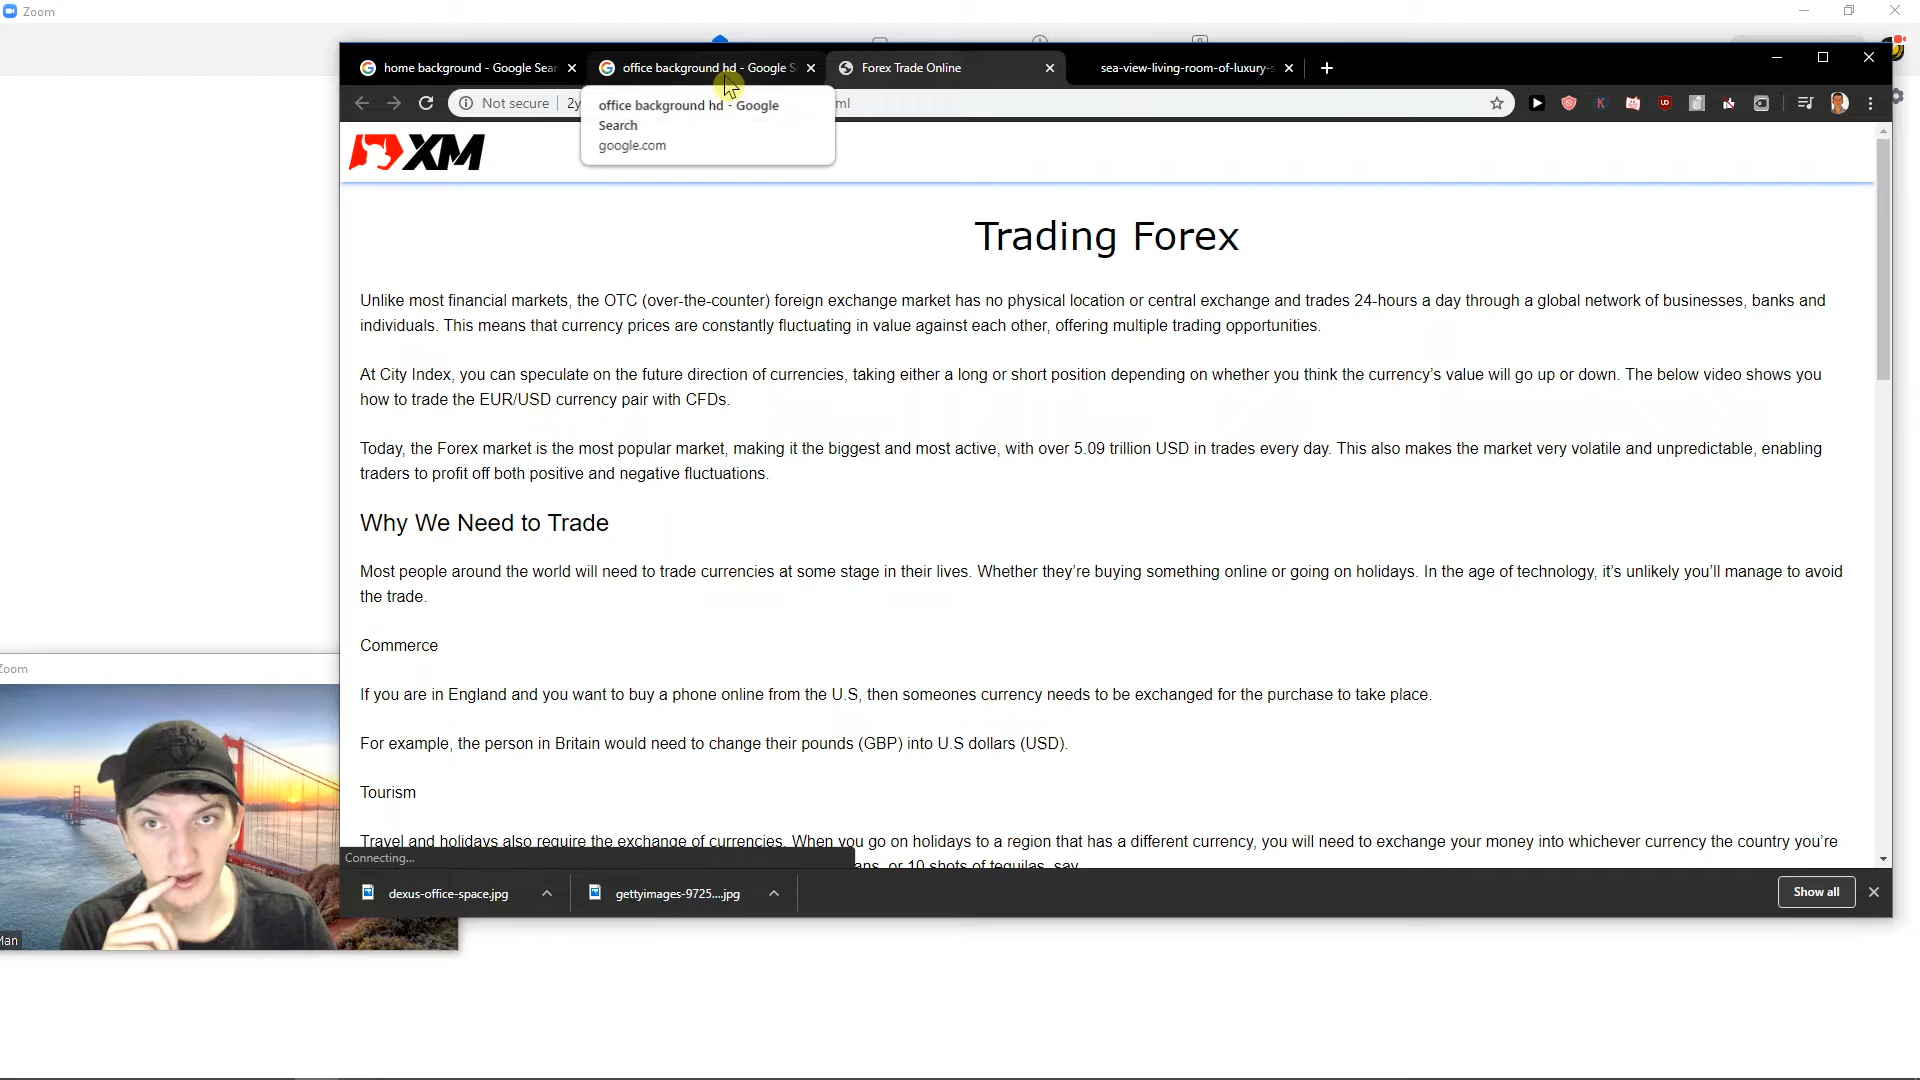 Zoom
home background - Google Sear
office background hd - Google S
Forex Trade Online
sea-view-living-room-of-luxury-s
Not secure
2y
ml
office background hd - Google
Search
google.com
XM
Trading Forex
Unlike most financial markets, the OTC (over-the-counter) foreign exchange market has no physical location or central exchange and trades 24-hours a day through a global network of businesses, banks and
individuals. This means that currency prices are constantly fluctuating in value against each other, offering multiple trading opportunities.
At City Index, you can speculate on the future direction of currencies, taking either a long or short position depending on whether you think the currency’s value will go up or down. The below video shows you
how to trade the EUR/USD currency pair with CFDs.
Today, the Forex market is the most popular market, making it the biggest and most active, with over 5.09 trillion USD in trades every day. This also makes the market very volatile and unpredictable, enabling
traders to profit off both positive and negative fluctuations.
Why We Need to Trade
Most people around the world will need to trade currencies at some stage in their lives. Whether they’re buying something online or going on holidays. In the age of technology, it’s unlikely you’ll manage to avoid
the trade.
Commerce
If you are in England and you want to buy a phone online from the U.S, then someones currency needs to be exchanged for the purchase to take place.
For example, the person in Britain would need to change their pounds (GBP) into U.S dollars (USD).
Tourism
Travel and holidays also require the exchange of currencies. When you go on holidays to a region that has a different currency, you will need to exchange your money into whichever currency the country you’re
ans, or 10 shots of tequilas, say
Connecting...
dexus-office-space.jpg
gettyimages-9725....jpg
Show all
Zoom
Man